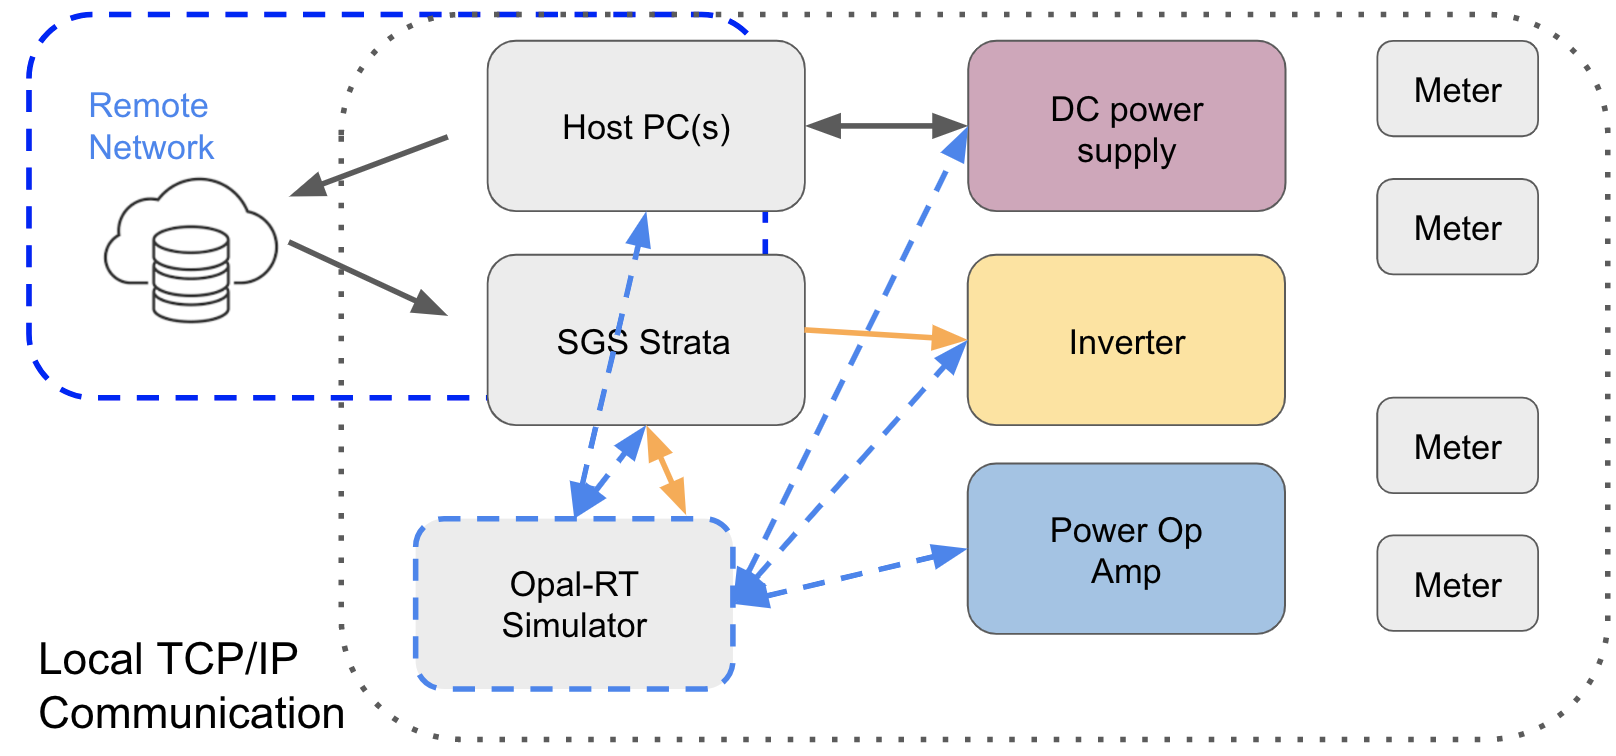 Remote
Network
Host PC(s)
DC power
supply
Meter
Meter
SGS Strata
Inverter
Meter
Power Op
Amp
Opal-RT
Simulator
Meter
Local TCP/IP
Communication